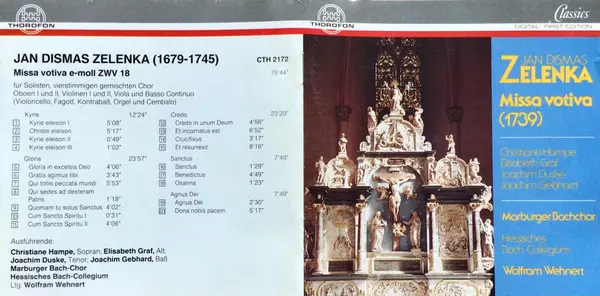 THOROFON
JAN DISMAS ZELENKA (1679-1745) CTH 2172
Missa votiva e-moll ZWV 18 78'44"
für Solisten, vierstimmigen gemischten Chor
Oboen I und II, Violinen I und II, Viola und Basso Continuo
(Violoncello, Fagott, Kontrabaß, Orgel und Cembalo)
Kyrie 12'24"
1 Kyrie eleison I 5'08"
2 Christe eleison 5'17"
3 Kyrie eleison II 0'49"
4 Kyrie eleison III 1'02"
Gloria 23'57"
5 Gloria in excelsis Deo 4'06"
6 Gratias agimus tibi 3'43"
7 Qui tollis peccata mundi 5'53"
8 Qui sedes ad dexteram
Patris 1'18"
9 Quoniam tu solus Sanctus 4'02"
10 Cum Sancto Spiritu I 0'31"
11 Cum Sancto Spiritu II 4'06"
Credo 23'29"
12 Credo in unum Deum 4'56"
13 Et incarnatus est 6'52"
14 Crucifixus 3'17"
15 Et resurrexit 8'16"
Sanctus 7'49"
16 Sanctus 1'29"
17 Benedictus 4'49"
18 Osanna 1'23"
Agnus Dei 7'49"
19 Agnus Dei 2'30"
Dona nobis pacem 5'17"
Ausführende:
Christiane Hampe, Sopran; Elisabeth Graf, Alt;
Joachim Duske, Tenor; Joachim Gebhard, Baß
Marburger Bach-Chor
Hessisches Bach-Collegium
Ltg. Wolfram Wehnert
THOROFON
Classics
DIGITAL FIRST EDITION
JAN DISMAS
ZELENKA
Missa votiva
(1739)
Christiane Hampe
Elisabeth Graf
Joachim Duske
Joachim Gebhard
Marburger Bachchor
Hessisches
Bach-Collegium
Wolfram Wehnert